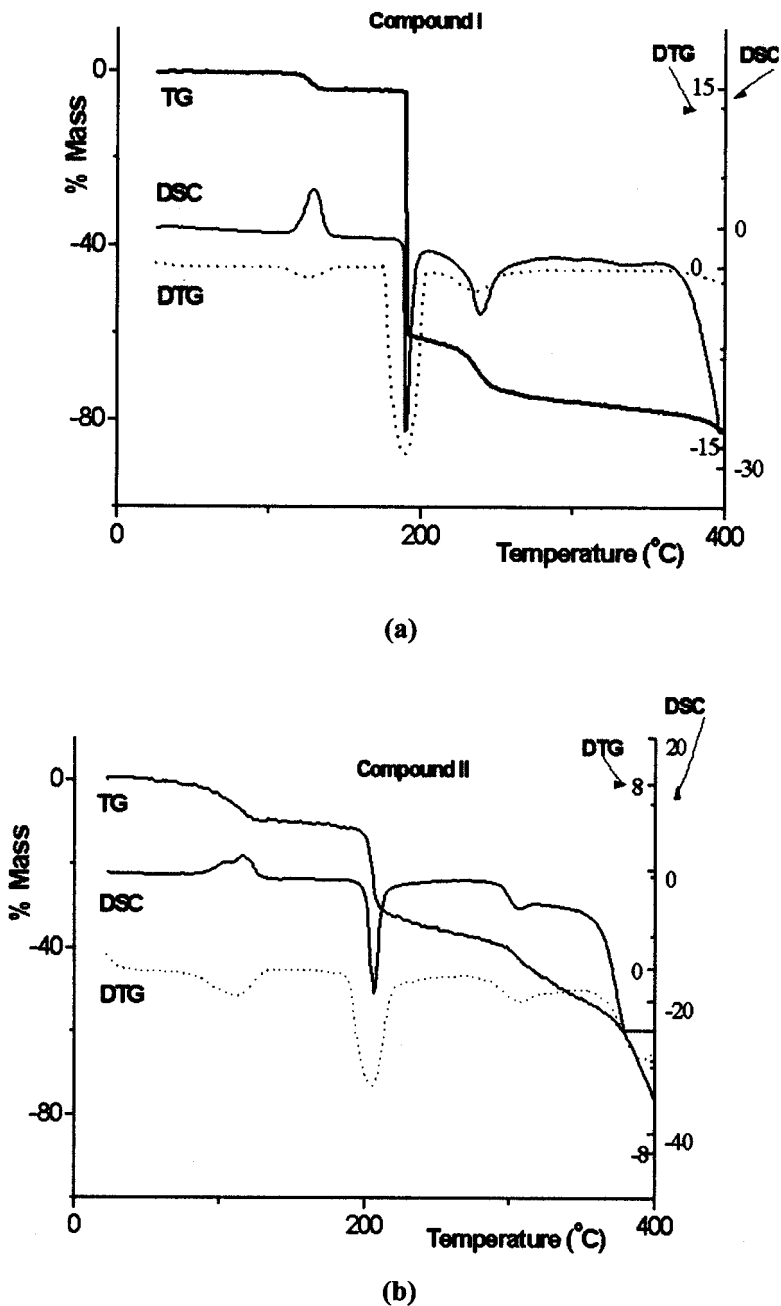 Compound I
DTG
DSC
0
15
TG
% Mass
DSC
0
-40
0
DTG
-80
-15
-30
0
200
400
Temperature (°C)
(a)
DSC
DTG
20
0
Compound II
8
TG
% Mass
0
DSC
-40
0
DTG
-20
-80
-8
-40
0
200
400
Temperature (°C)
(b)